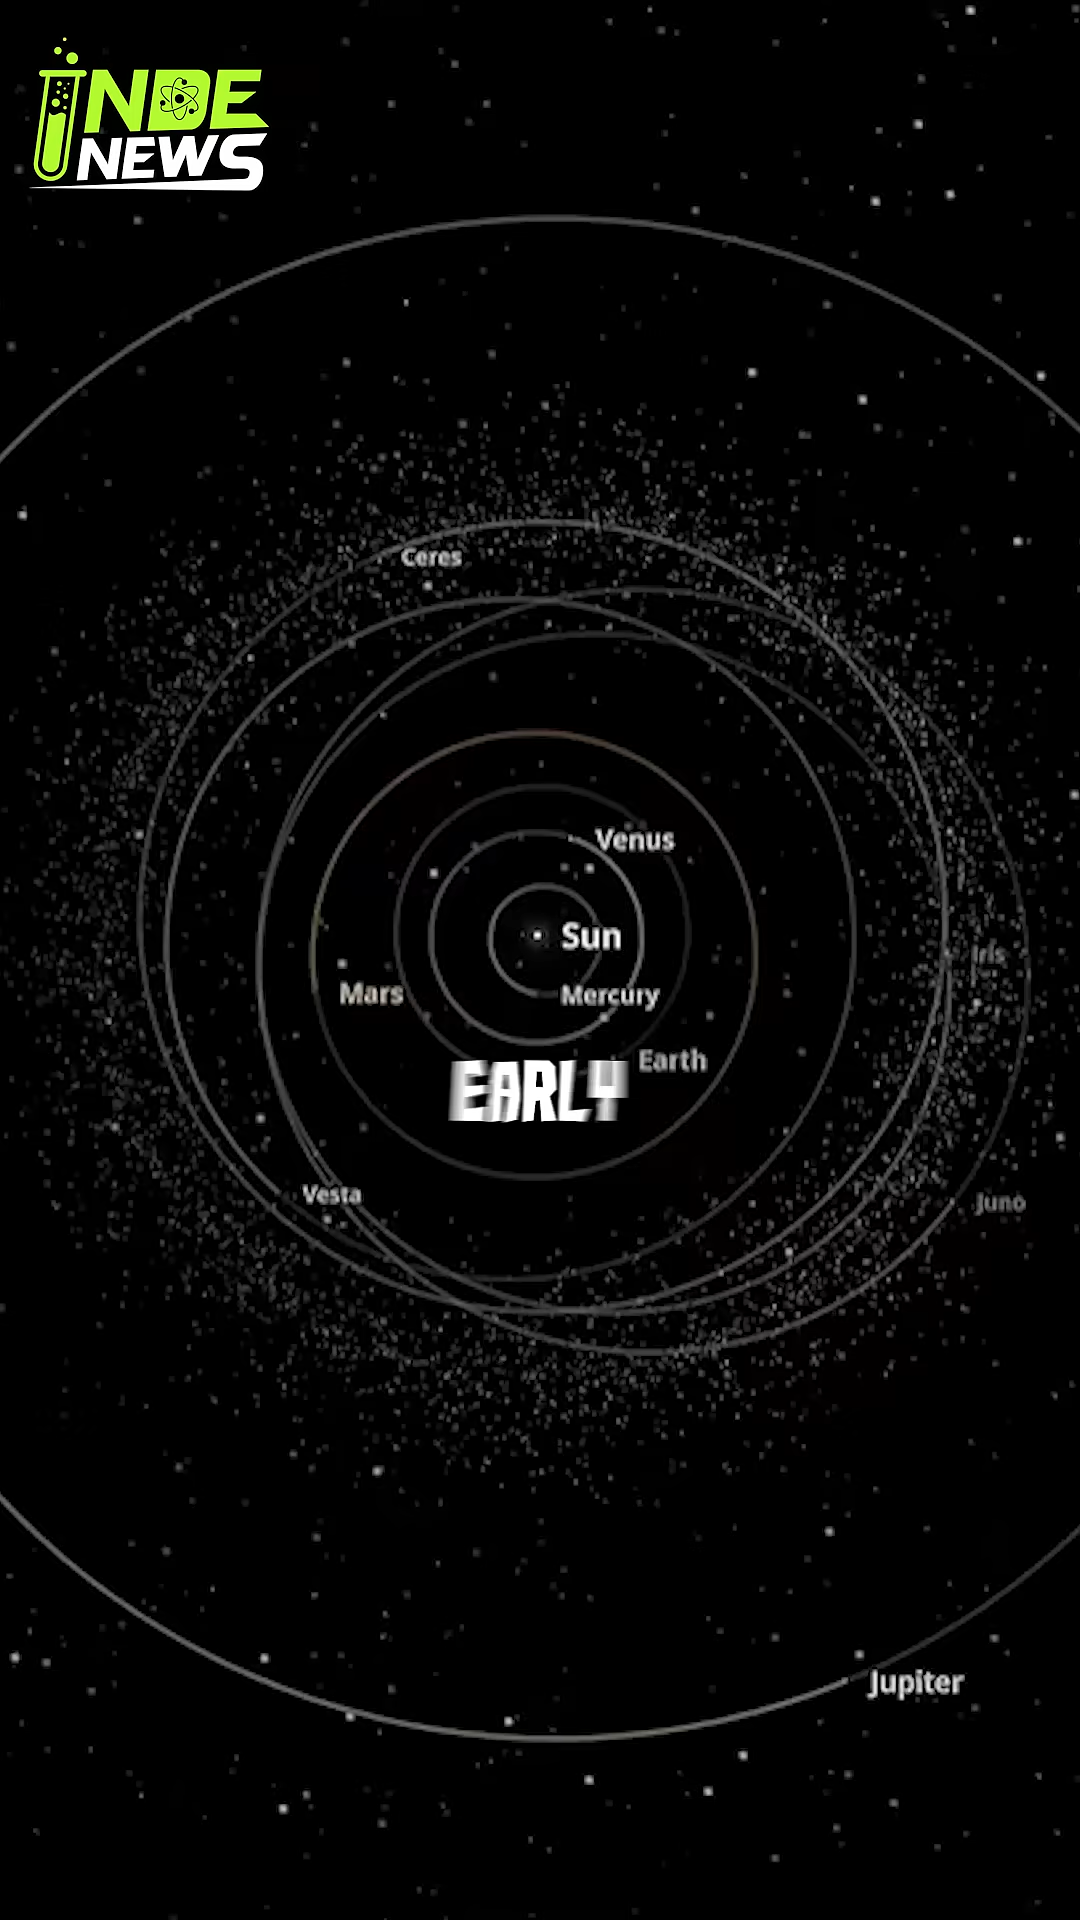 INDE
NEWS
Ceres
Venus
Sun
Iris
Mars
Mercury
Earth
EARLY
Vesta
Juno
Jupiter